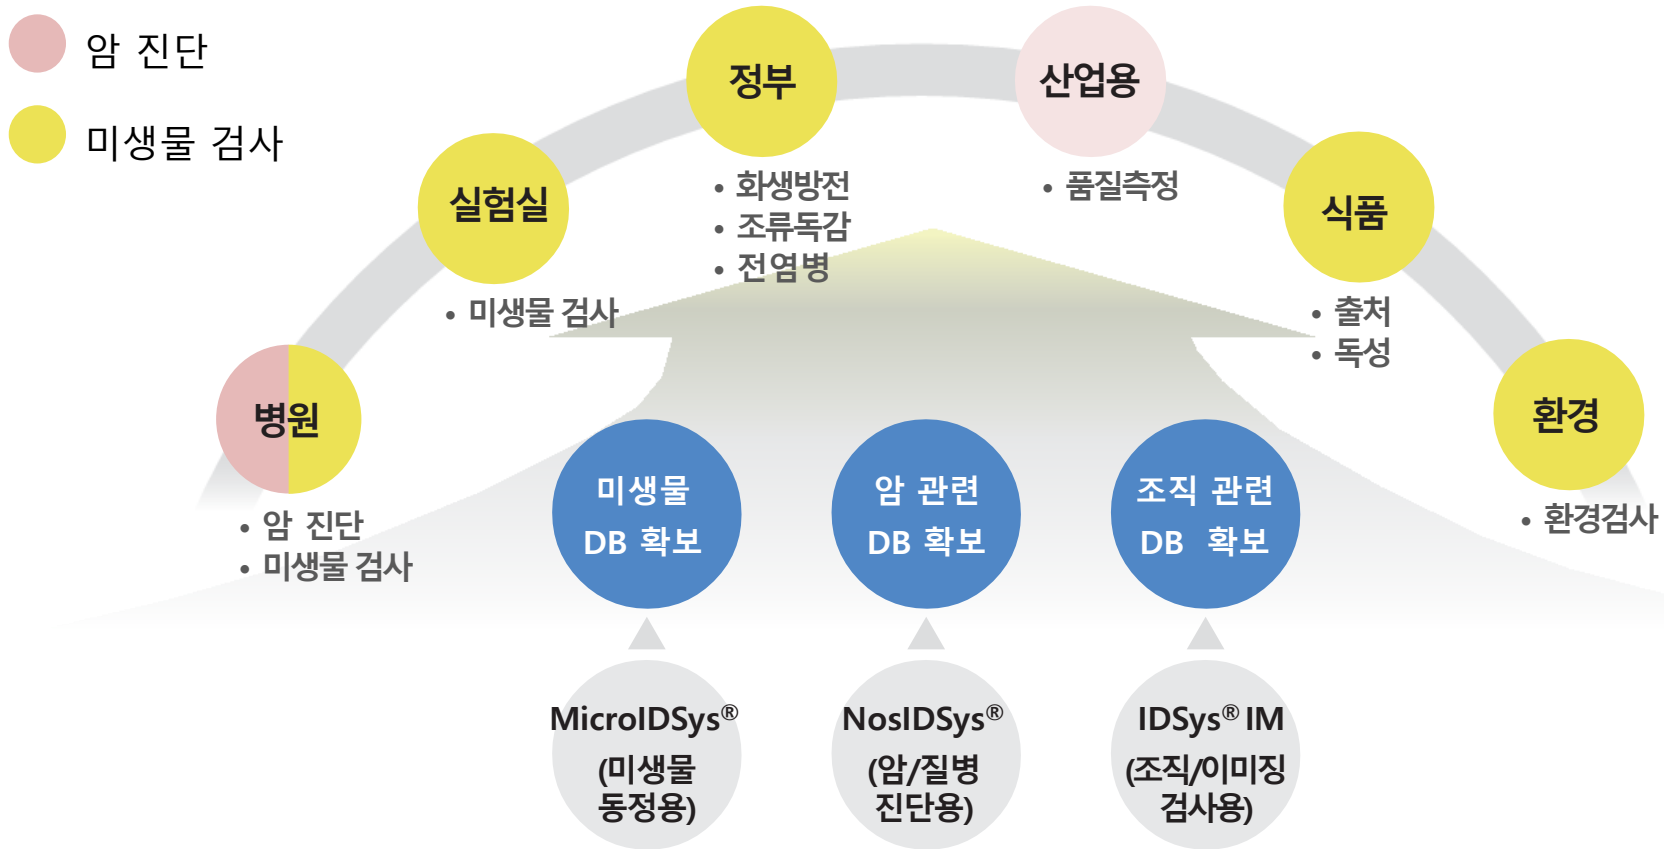 암 진단
미생물 검사
정부
• 화생방전
• 조류독감
• 전염병
산업용
• 품질측정
실험실
• 미생물 검사
식품
• 출처
• 독성
병원
• 암 진단
• 미생물 검사
환경
• 환경검사
미생물
DB 확보
암 관련
DB 확보
조직 관련
DB 확보
MicroIDSys®
(미생물
동정용)
NosIDSys®
(암/질병
진단용)
IDSys® IM
(조직/이미징
검사용)